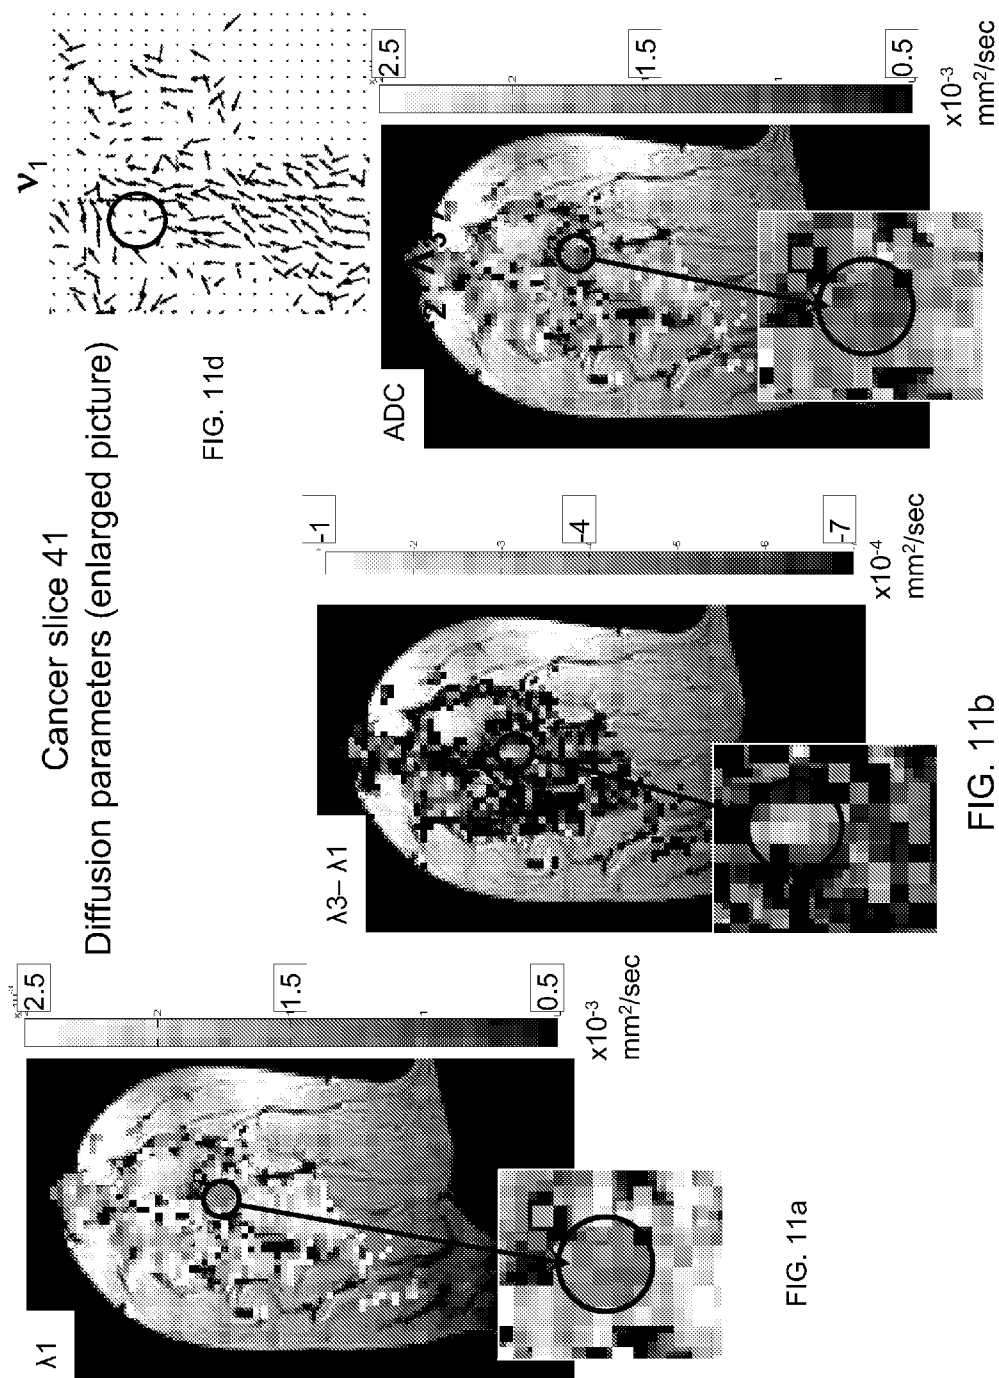 Cancer slice 41
Diffusion parameters (enlarged picture)
λ1
2.5
2
1.5
1
0.5
x10-3
mm2/sec
FIG. 11a
λ3– λ1
-1
-2
-3
-4
-5
-6
-7
x10-4
mm2/sec
FIG. 11b
ν1
FIG. 11d
ADC
2.5
2
1.5
1
0.5
x10-3
mm2/sec